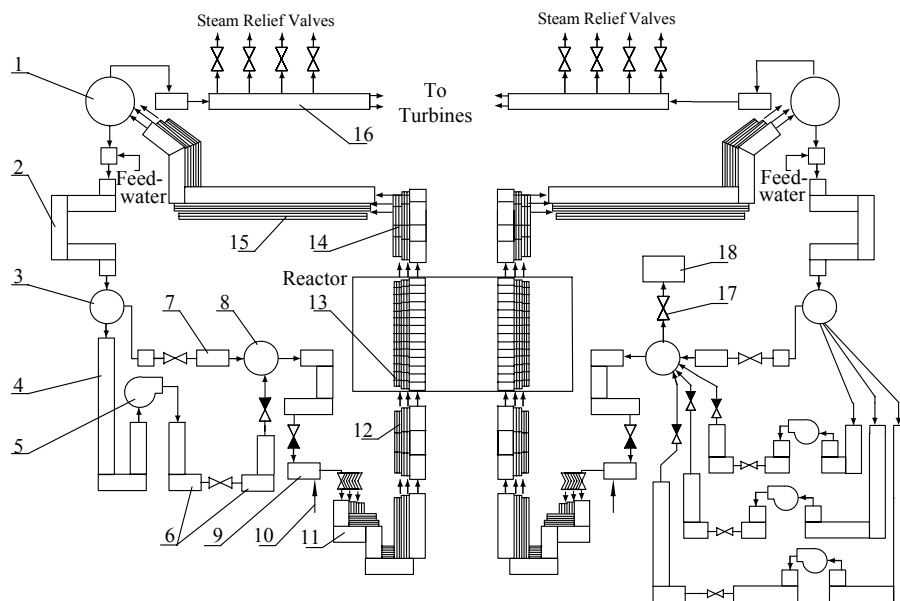 Steam Relief Valves
Steam Relief Valves
1
To
Turbines
16
2
Feed-
water
Feed-
water
15
14
Reactor
18
3
13
17
7
8
4
5
12
6
9
10
11